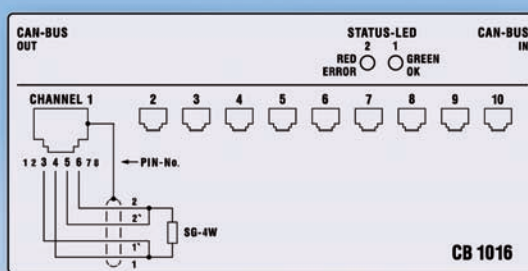 CAN-BUS OUT
STATUS-LED
2 1
RED ERROR
GREEN OK
CAN-BUS IN
CHANNEL 1
2 3 4 5 6 7 8 9 10
1 2 3 4 5 6 7 8
PIN-No.
2
2`
SG-4W
1`
1
CB 1016